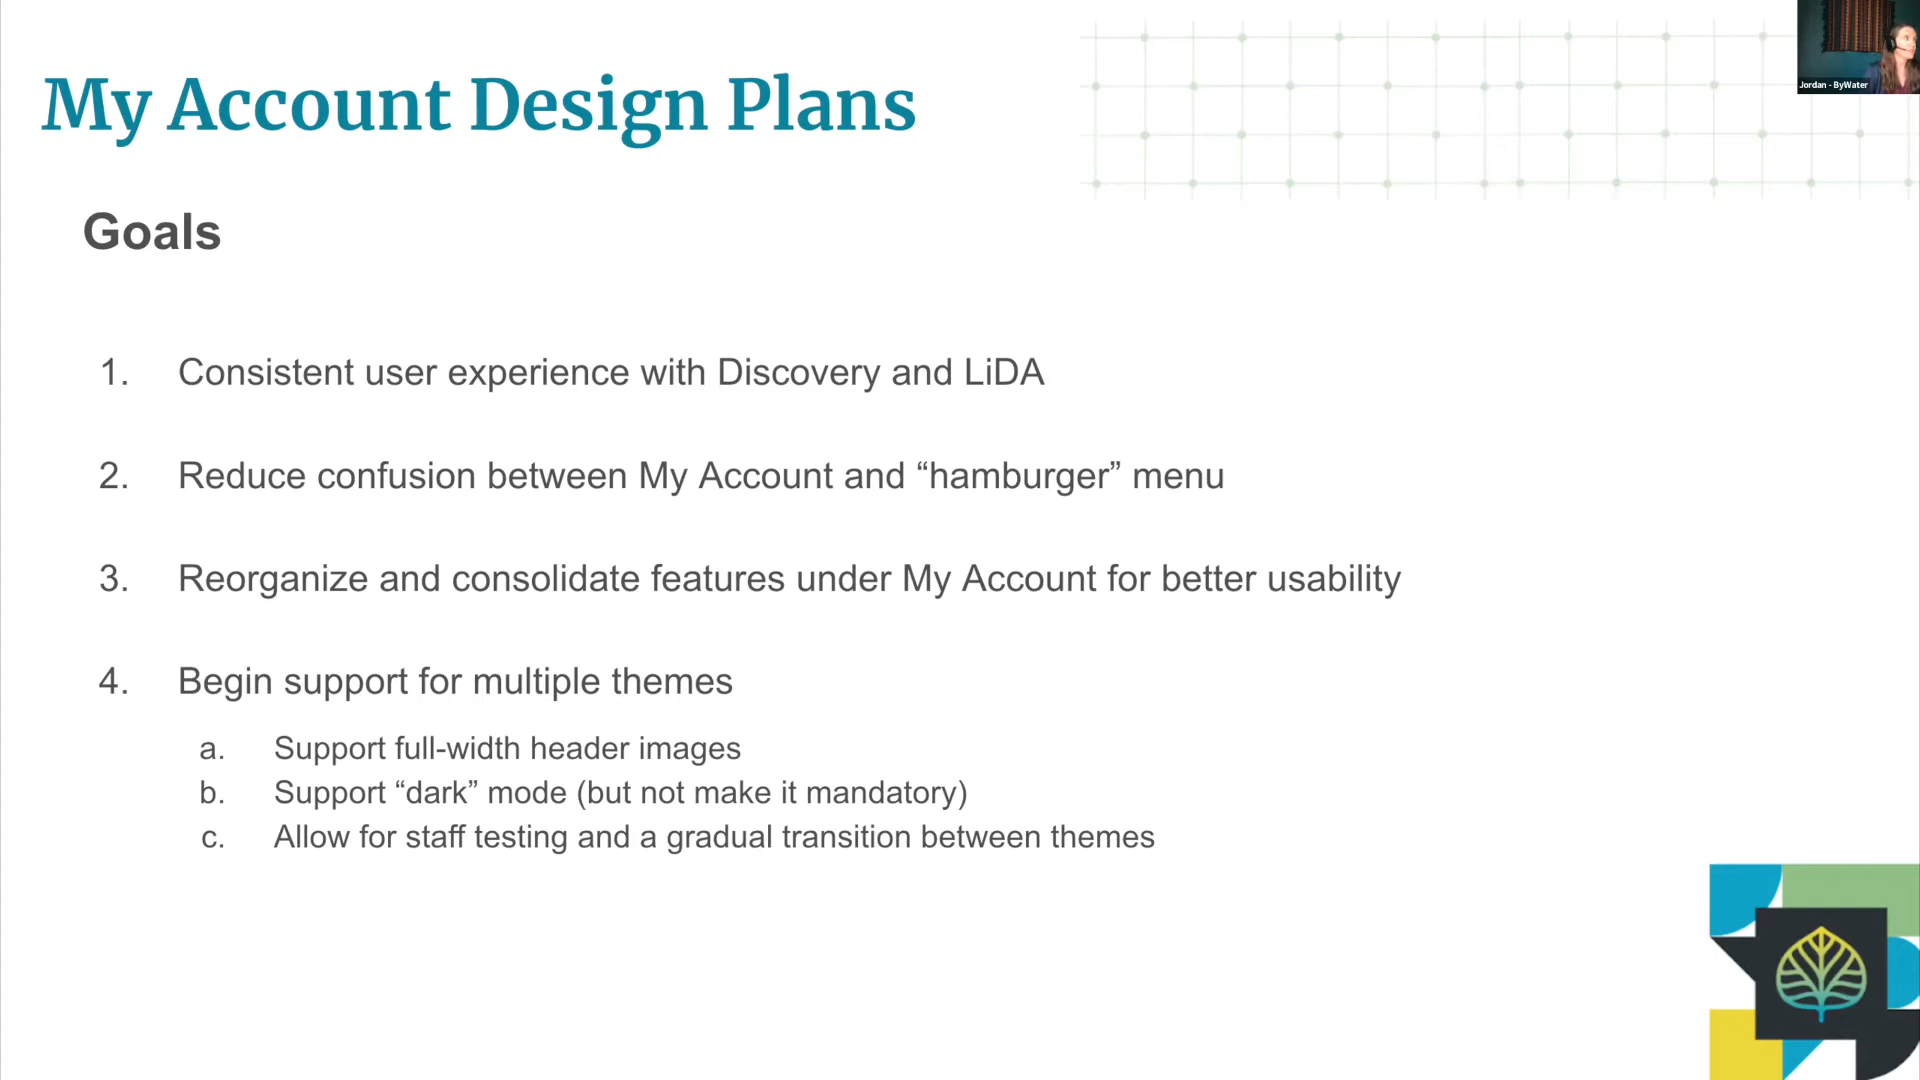 My Account Design Plans
Jordan - ByWater
Goals
1. Consistent user experience with Discovery and LiDA
2. Reduce confusion between My Account and “hamburger” menu
3. Reorganize and consolidate features under My Account for better usability
4. Begin support for multiple themes
a. Support full-width header images
b. Support “dark” mode (but not make it mandatory)
c. Allow for staff testing and a gradual transition between themes